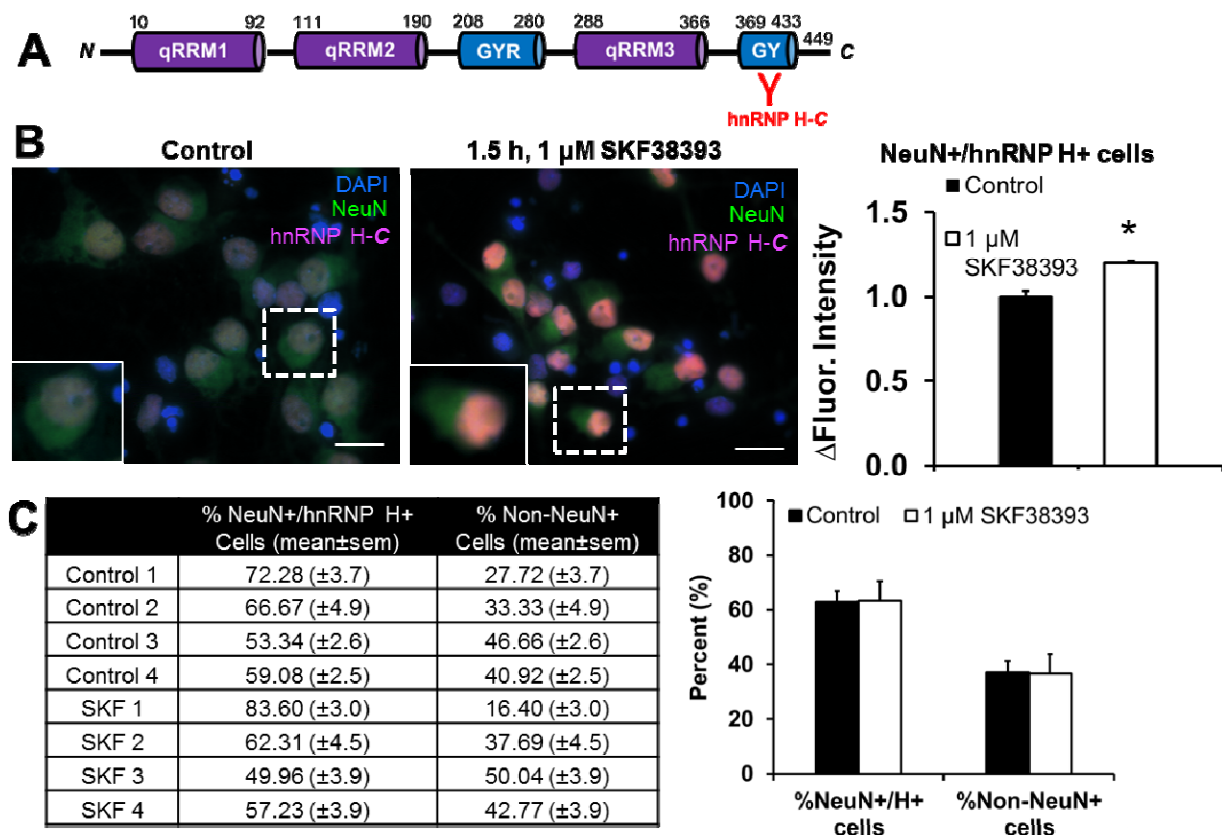 A
N
10 92 111 190 208 280 288 366 369 433 449
qRRM1 qRRM2 GYR qRRM3 GY
C
hnRNP H-C
B
Control
DAPI
NeuN
hnRNP H-C
1.5 h, 1 µM SKF38393
DAPI
NeuN
hnRNP H-C
NeuN+/hnRNP H+ cells
Control
1 µM
SKF38393
*
ΔFluor. Intensity
1.5
1.0
0.5
0.0
C
% NeuN+/hnRNP H+ % Non-NeuN+
Cells (mean±sem) Cells (mean±sem)
Control 1 72.28 (±3.7) 27.72 (±3.7)
Control 2 66.67 (±4.9) 33.33 (±4.9)
Control 3 53.34 (±2.6) 46.66 (±2.6)
Control 4 59.08 (±2.5) 40.92 (±2.5)
SKF 1 83.60 (±3.0) 16.40 (±3.0)
SKF 2 62.31 (±4.5) 37.69 (±4.5)
SKF 3 49.96 (±3.9) 50.04 (±3.9)
SKF 4 57.23 (±3.9) 42.77 (±3.9)
Control 1 µM SKF38393
Percent (%)
100
80
60
40
20
0
%NeuN+/H+ %Non-NeuN+
cells cells